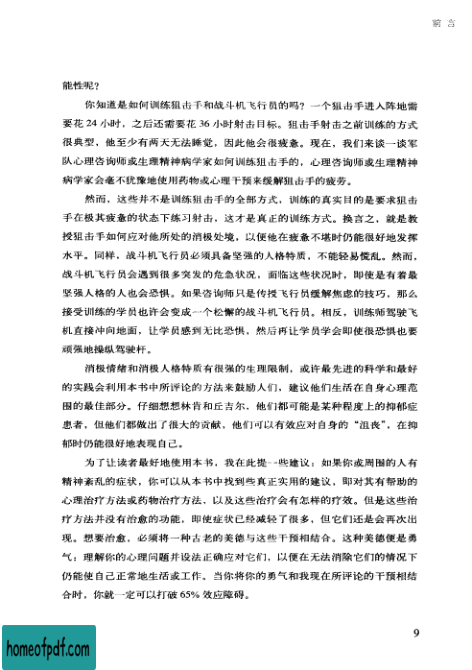 前 言
能性呢？
你知道是如何训练狙击手和战斗机飞行员的吗？一个狙击手进入阵地需
要花 24 小时，之后还需要花 36 小时射击目标。狙击手射击之前训练的方式
很典型，他至少有两天无法睡觉，因此他会很疲惫。现在，我们来谈一谈军
队心理咨询师或生理精神病学家如何训练狙击手的，心理咨询师或生理精神
病学家会毫不犹豫地使用药物或心理干预来缓解狙击手的疲劳。
然而，这些并不是训练狙击手的全部方式，训练的真实目的是要求狙击
手在极其疲惫的状态下练习射击，这才是真正的训练方式。换言之，就是教
授狙击手如何应对他所处的消极处境，以便他在疲惫不堪时仍能很好地发挥
水平。同样，战斗机飞行员必须具备坚强的人格特质，不能轻易慌乱。然而，
战斗机飞行员会遇到很多突发的危急状况，面临这些状况时，即使是有着最
坚强人格的人也会恐惧。如果咨询师只是传授飞行员缓解焦虑的技巧，那么
接受训练的学员也许会变成一个松懈的战斗机飞行员。相反，训练师驾驶飞
机直接冲向地面，让学员感到无比恐惧，然后再让学员学会即使很恐惧也要
顽强地操纵驾驶杆。
消极情绪和消极人格特质有很强的生理限制，或许最先进的科学和最好
的实践会利用本书中所评论的方法来鼓励人们，建议他们生活在自身心理范
围的最佳部分。仔细想想林肯和丘吉尔，他们都可能是某种程度上的抑郁症
患者，但他们都做出了很大的贡献，他们可以有效应对自身的“沮丧”，在抑
郁时仍能很好地表现自己。
为了让读者最好地使用本书，我在此提一些建议：如果你或周围的人有
精神紊乱的症状，你可以从本书中找到些真正实用的建议，即对其有帮助的
心理治疗方法或药物治疗方法，以及这些治疗会有怎样的疗效。但是这些治
疗方法并没有治愈的功能，即使症状已经减轻了很多，但它们还是会再次出
现。想要治愈，必须将一种古老的美德与这些干预相结合。这种美德便是勇
气：理解你的心理问题并设法正确应对它们，以便在无法消除它们的情况下
仍能使自己正常地生活或工作。当你将你的勇气和我现在所评论的干预相结
合时，你就一定可以打破 65% 效应障碍。
9
homeofpdf.com